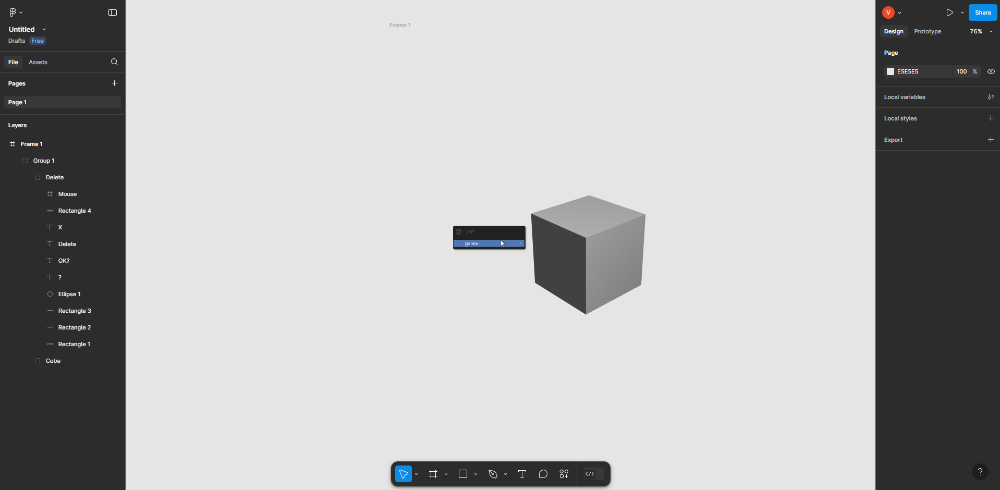 Untitled
Drafts Free
File Assets
Pages
Page 1
Layers
Frame 1
Group 1
Delete
Mouse
Rectangle 4
X
Delete
OK?
?
Ellipse 1
Rectangle 3
Rectangle 2
Rectangle 1
Cube
Frame 1
? OK?
Delete X
V
Share
Design Prototype 76%
Page
E5E5E5 100 %
Local variables
Local styles
Export
?